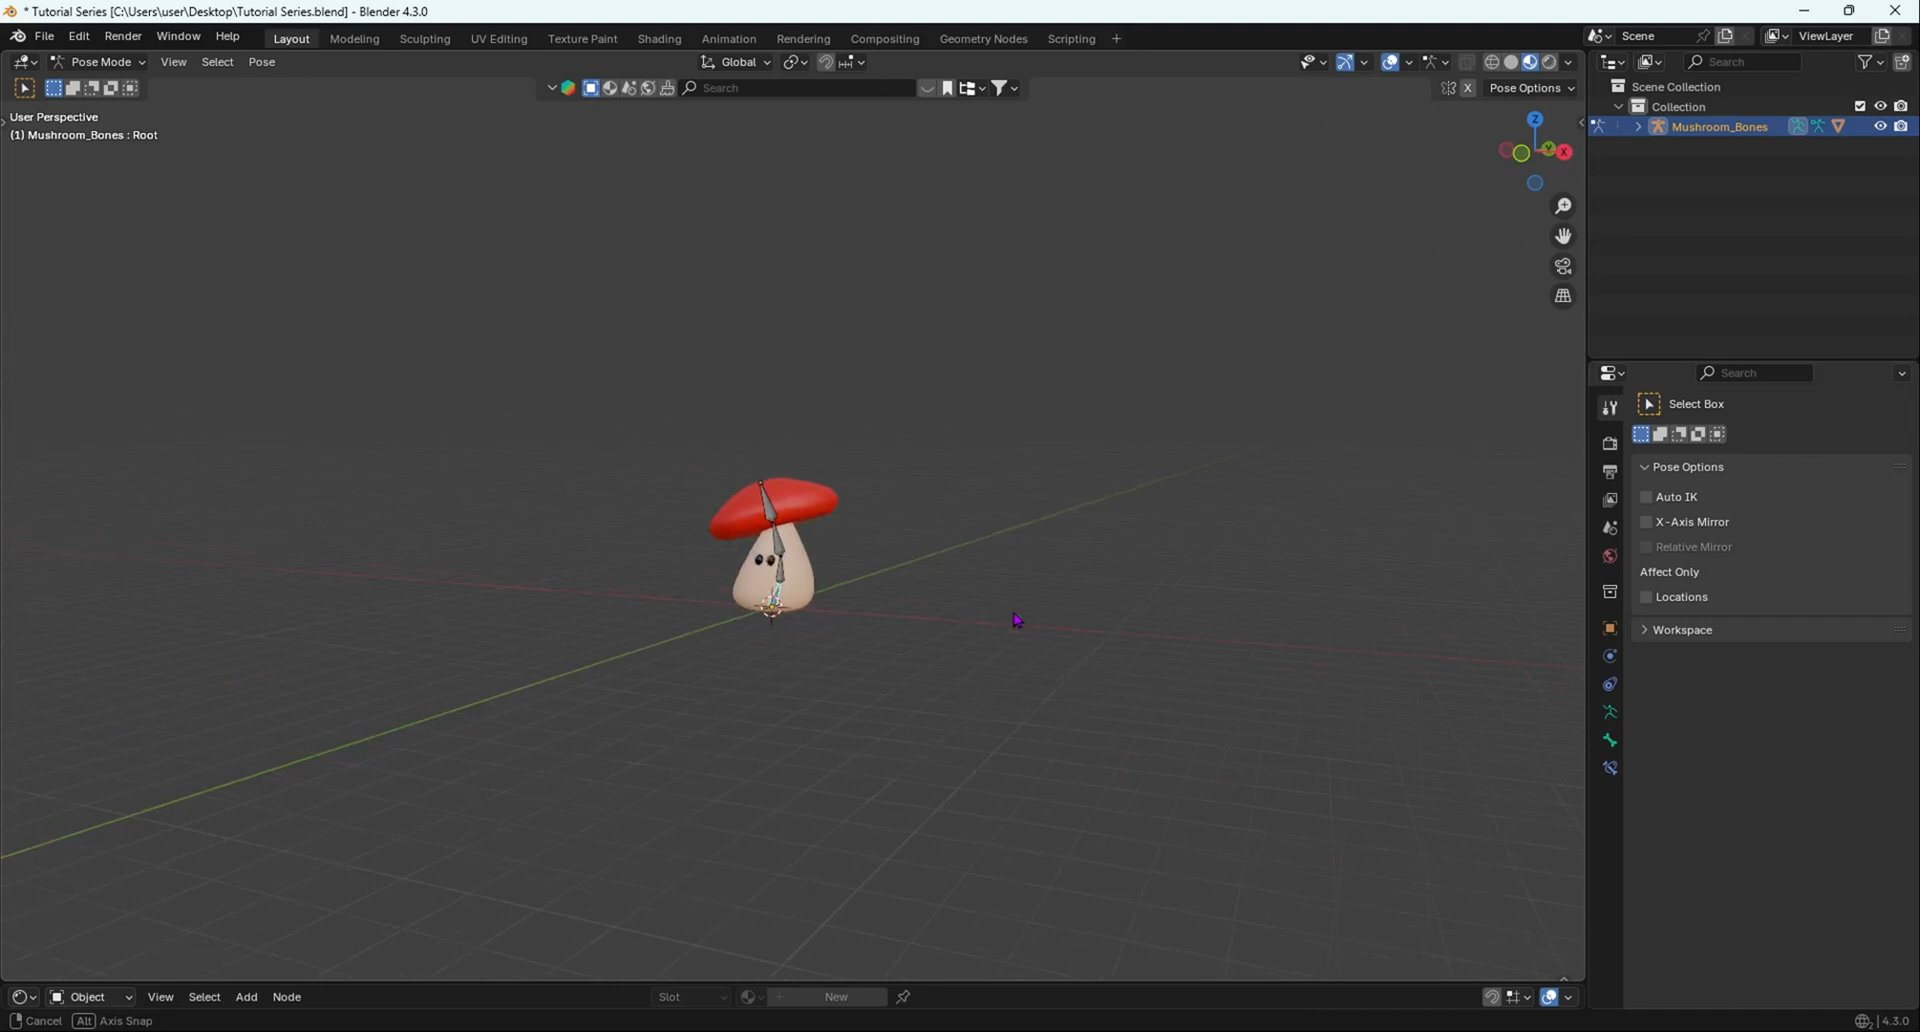 * Tutorial Series [C:\Users\user\Desktop\Tutorial Series.blend] - Blender 4.3.0
File Edit Render Window Help Layout Modeling Sculpting UV Editing Texture Paint Shading Animation Rendering Compositing Geometry Nodes Scripting + Scene ViewLayer
Pose Mode View Select Pose Global Search
Search X Pose Options
User Perspective
(1) Mushroom_Bones : Root
Z
Y
X
Scene Collection
Collection
Mushroom_Bones
Search
Select Box
Pose Options
Auto IK
X-Axis Mirror
Relative Mirror
Affect Only
Locations
Workspace
Object View Select Add Node Slot New
Cancel Alt Axis Snap 4.3.0